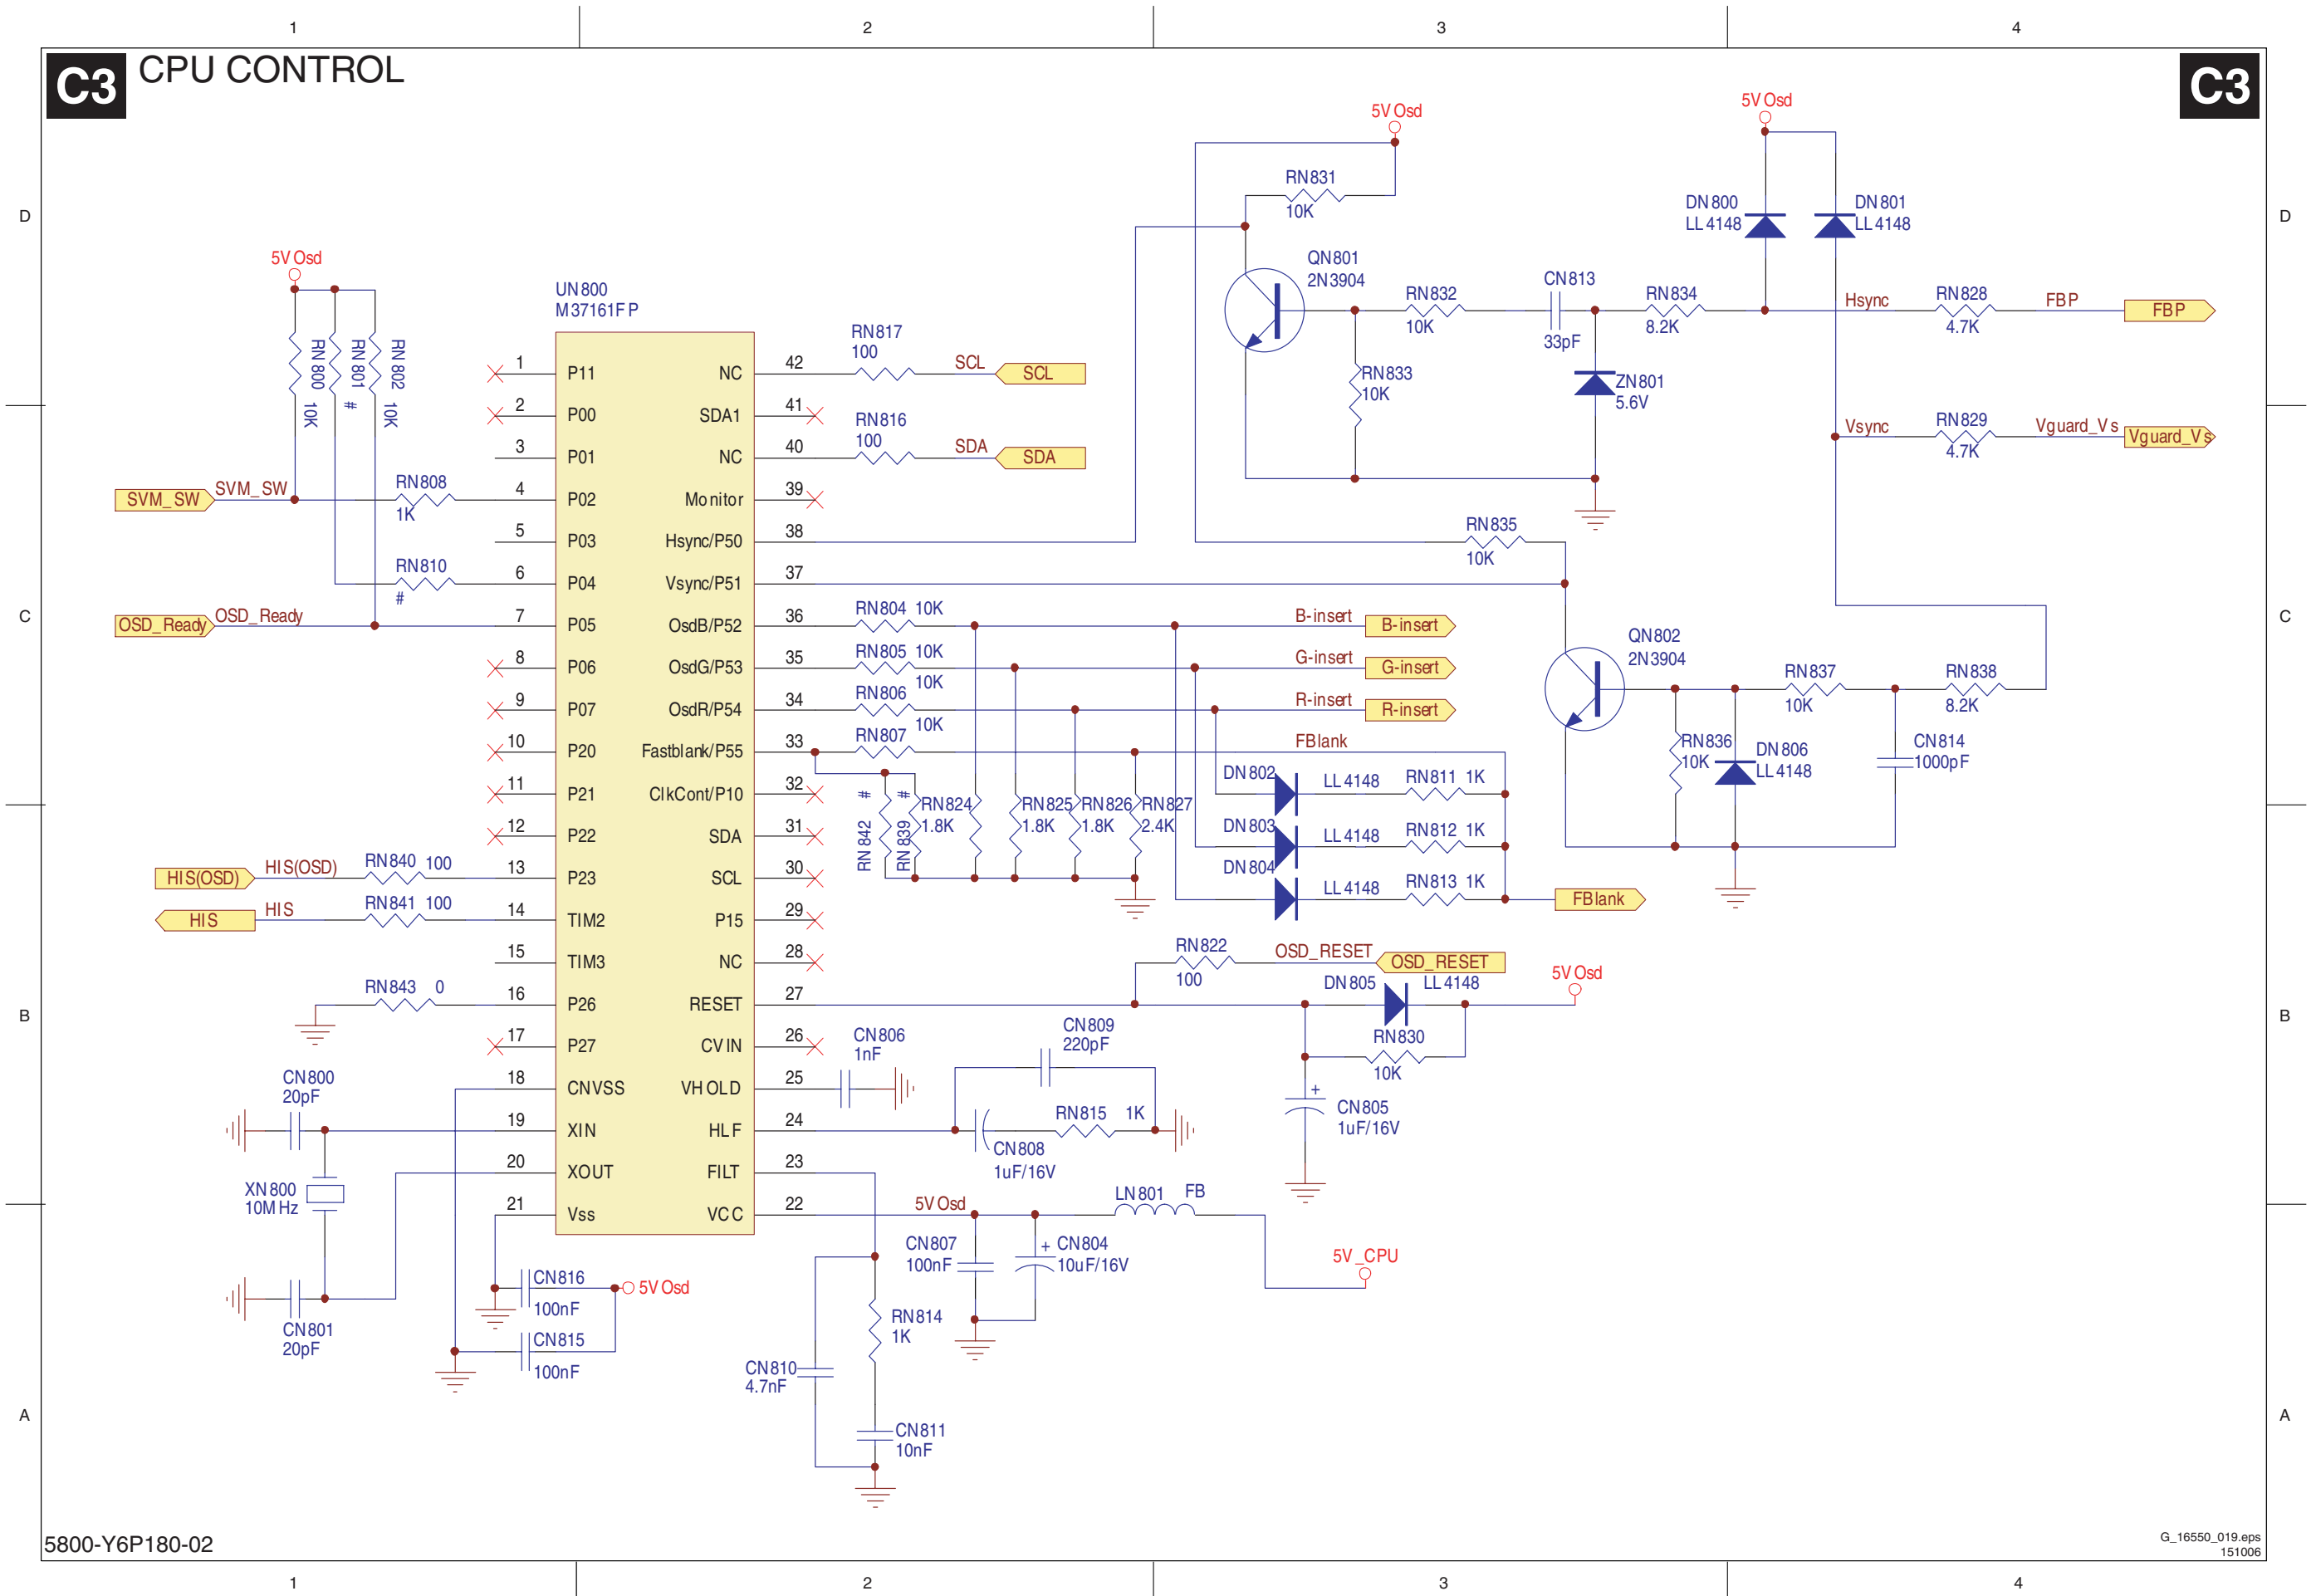 1 2 3 4
C3 CPU CONTROL C3
D D
C C
B B
A A
5V Osd
RN831
10K
5V Osd
DN800
LL4148
DN801
LL4148
QN801
2N3904
RN832
10K
CN813
33pF
RN834
8.2K
Hsync
RN828
4.7K
FBP
FBP
RN833
10K
ZN801
5.6V
Vsync
RN829
4.7K
Vguard_Vs
Vguard_Vs
5V Osd
RN800
10K
RN801
#
RN802
10K
SVM_SW
SVM_SW
RN808
1K
RN810
#
OSD_Ready
OSD_Ready
HIS(OSD)
HIS(OSD)
RN840 100
HIS
HIS
RN841 100
RN843 0
CN800
20pF
XN800
10MHz
CN801
20pF
CN816
100nF
5V Osd
CN815
100nF
UN800
M37161FP
1 P11 NC 42
2 P00 SDA1 41
3 P01 NC 40
4 P02 Monitor 39
5 P03 Hsync/P50 38
6 P04 Vsync/P51 37
7 P05 OsdB/P52 36
8 P06 OsdG/P53 35
9 P07 OsdR/P54 34
10 P20 Fastblank/P55 33
11 P21 ClkCont/P10 32
12 P22 SDA 31
13 P23 SCL 30
14 TIM2 P15 29
15 TIM3 NC 28
16 P26 RESET 27
17 P27 CVIN 26
18 CNVSS VHOLD 25
19 XIN HLF 24
20 XOUT FILT 23
21 Vss VCC 22
RN817
100
SCL
SCL
RN816
100
SDA
SDA
RN835
10K
RN804 10K
B-insert
B-insert
RN805 10K
G-insert
G-insert
10K
RN806
R-insert
R-insert
10K
RN807
FBlank
RN842
#
RN839
#
RN824
1.8K
RN825
1.8K
RN826
1.8K
RN827
2.4K
DN802
LL4148
RN811 1K
DN803
LL4148
RN812 1K
DN804
LL4148
RN813 1K
FBlank
QN802
2N3904
RN837
10K
RN838
8.2K
RN836
10K
DN806
LL4148
CN814
1000pF
RN822
100
OSD_RESET
OSD_RESET
DN805
LL4148
5V Osd
RN830
10K
+
CN805
1uF/16V
CN806
1nF
CN809
220pF
RN815 1K
CN808
1uF/16V
5V Osd
LN801 FB
CN807
100nF
+ CN804
10uF/16V
5V_CPU
RN814
1K
CN810
4.7nF
CN811
10nF
5800-Y6P180-02
G_16550_019.eps
151006
1 2 3 4